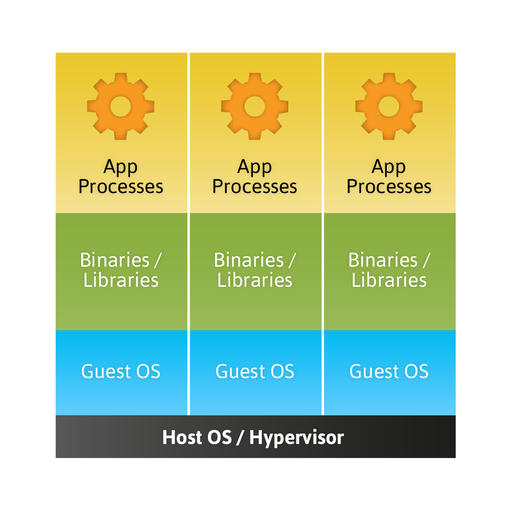 App
Processes
App
Processes
App
Processes
Binaries /
Libraries
Binaries /
Libraries
Binaries /
Libraries
Guest OS
Guest OS
Guest OS
Host OS / Hypervisor